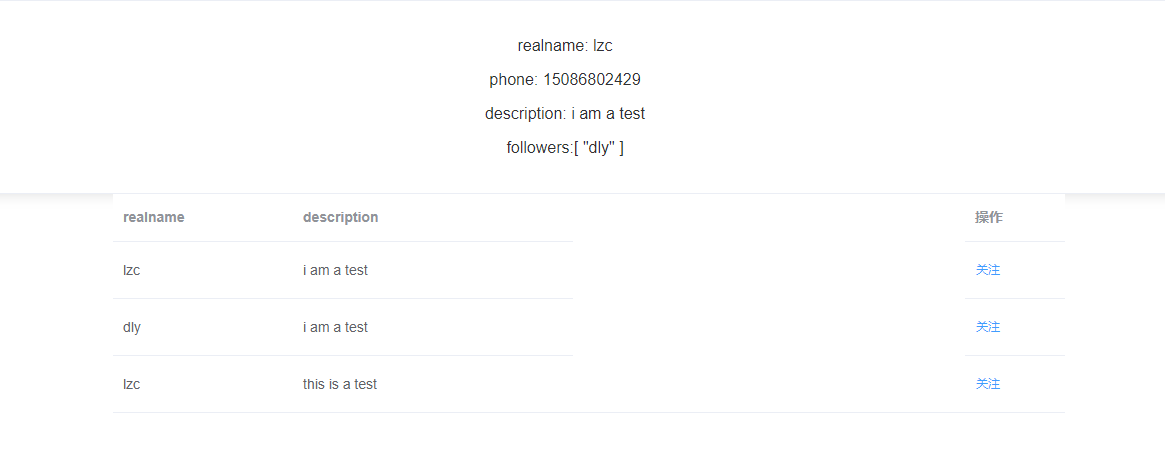 realname: lzc
phone: 15086802429
description: i am a test
followers:[ "dly" ]
realname description 操作
lzc i am a test 关注
dly i am a test 关注
lzc this is a test 关注